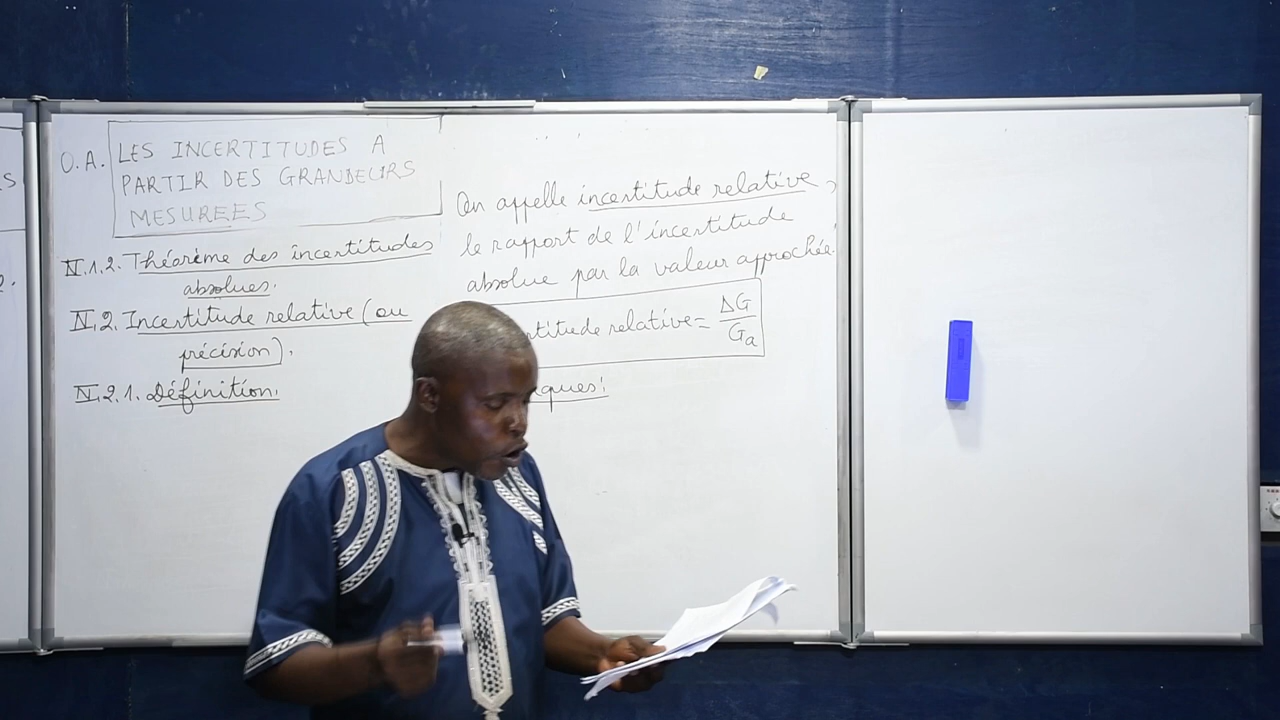 O.A. LES INCERTITUDES A
PARTIR DES GRANDEURS
MESUREES
IV.1.2. Théorème des incertitudes
absolues.
IV.2. Incertitude relative (ou
précision).
IV.2.1. Définition.
On appelle incertitude relative,
le rapport de l'incertitude
absolue par la valeur approchée.
rtitude relative = ΔG/Ga
ques: